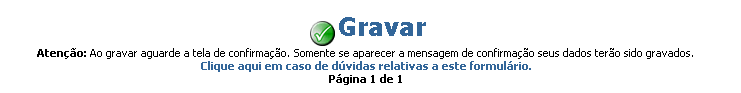 Gravar
Atenção: Ao gravar aguarde a tela de confirmação. Somente se aparecer a mensagem de confirmação seus dados terão sido gravados.
Clique aqui em caso de dúvidas relativas a este formulário.
Página 1 de 1